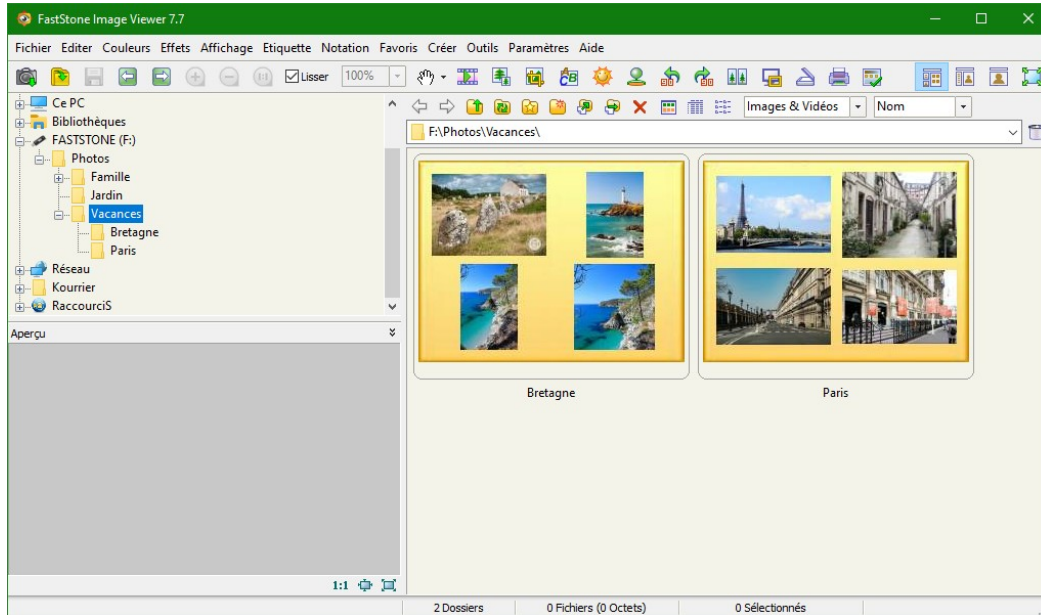 FastStone Image Viewer 7.7
Fichier Editer Couleurs Effets Affichage Etiquette Notation Favoris Créer Outils Paramètres Aide
1:1 Lisser 100%
Ce PC
Bibliothèques
FASTSTONE (F:)
Photos
Famille
Jardin
Vacances
Bretagne
Paris
Réseau
Kourrier
RaccourciS
Aperçu
1:1
Images & Vidéos Nom
F:\Photos\Vacances\
Bretagne Paris
2 Dossiers 0 Fichiers (0 Octets) 0 Sélectionnés